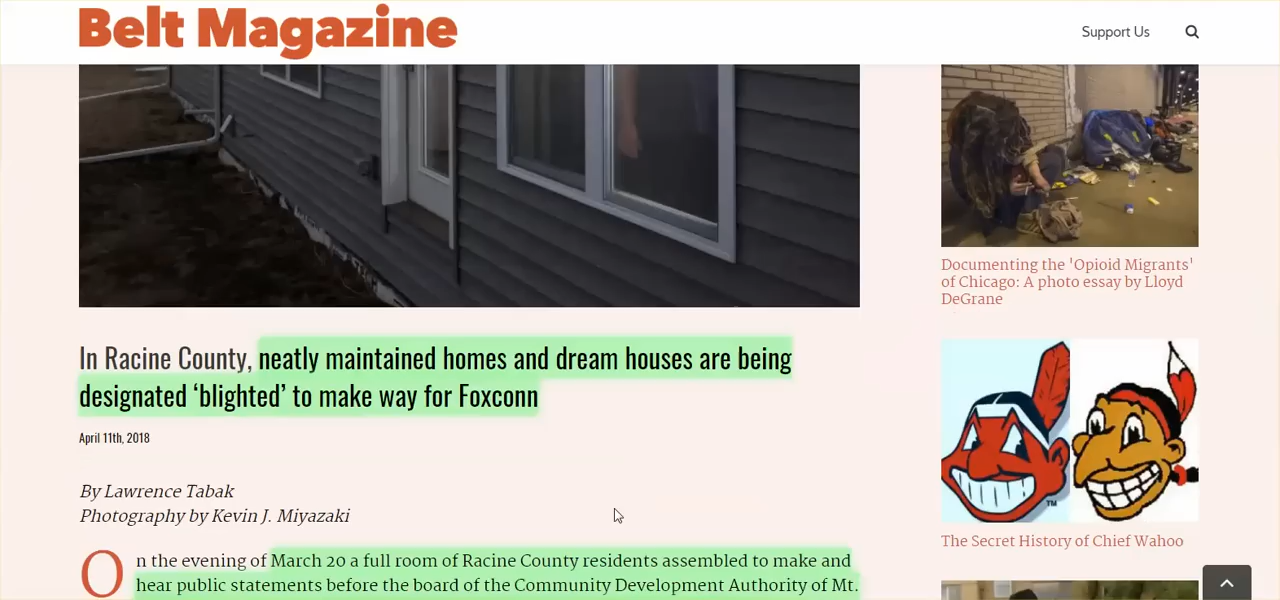 Belt Magazine
Support Us
In Racine County, neatly maintained homes and dream houses are being
designated ‘blighted’ to make way for Foxconn
April 11th, 2018
By Lawrence Tabak
Photography by Kevin J. Miyazaki
On the evening of March 20 a full room of Racine County residents assembled to make and
hear public statements before the board of the Community Development Authority of Mt.
Documenting the 'Opioid Migrants'
of Chicago: A photo essay by Lloyd
DeGrane
TM
The Secret History of Chief Wahoo